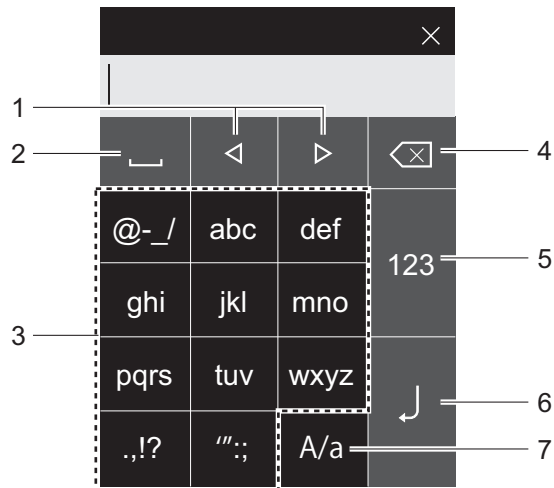 1
2
4
@-_/ abc def
123 5
ghi jkl mno
3
pqrs tuv wxyz
6
.,!? ‘”:; A/a
7